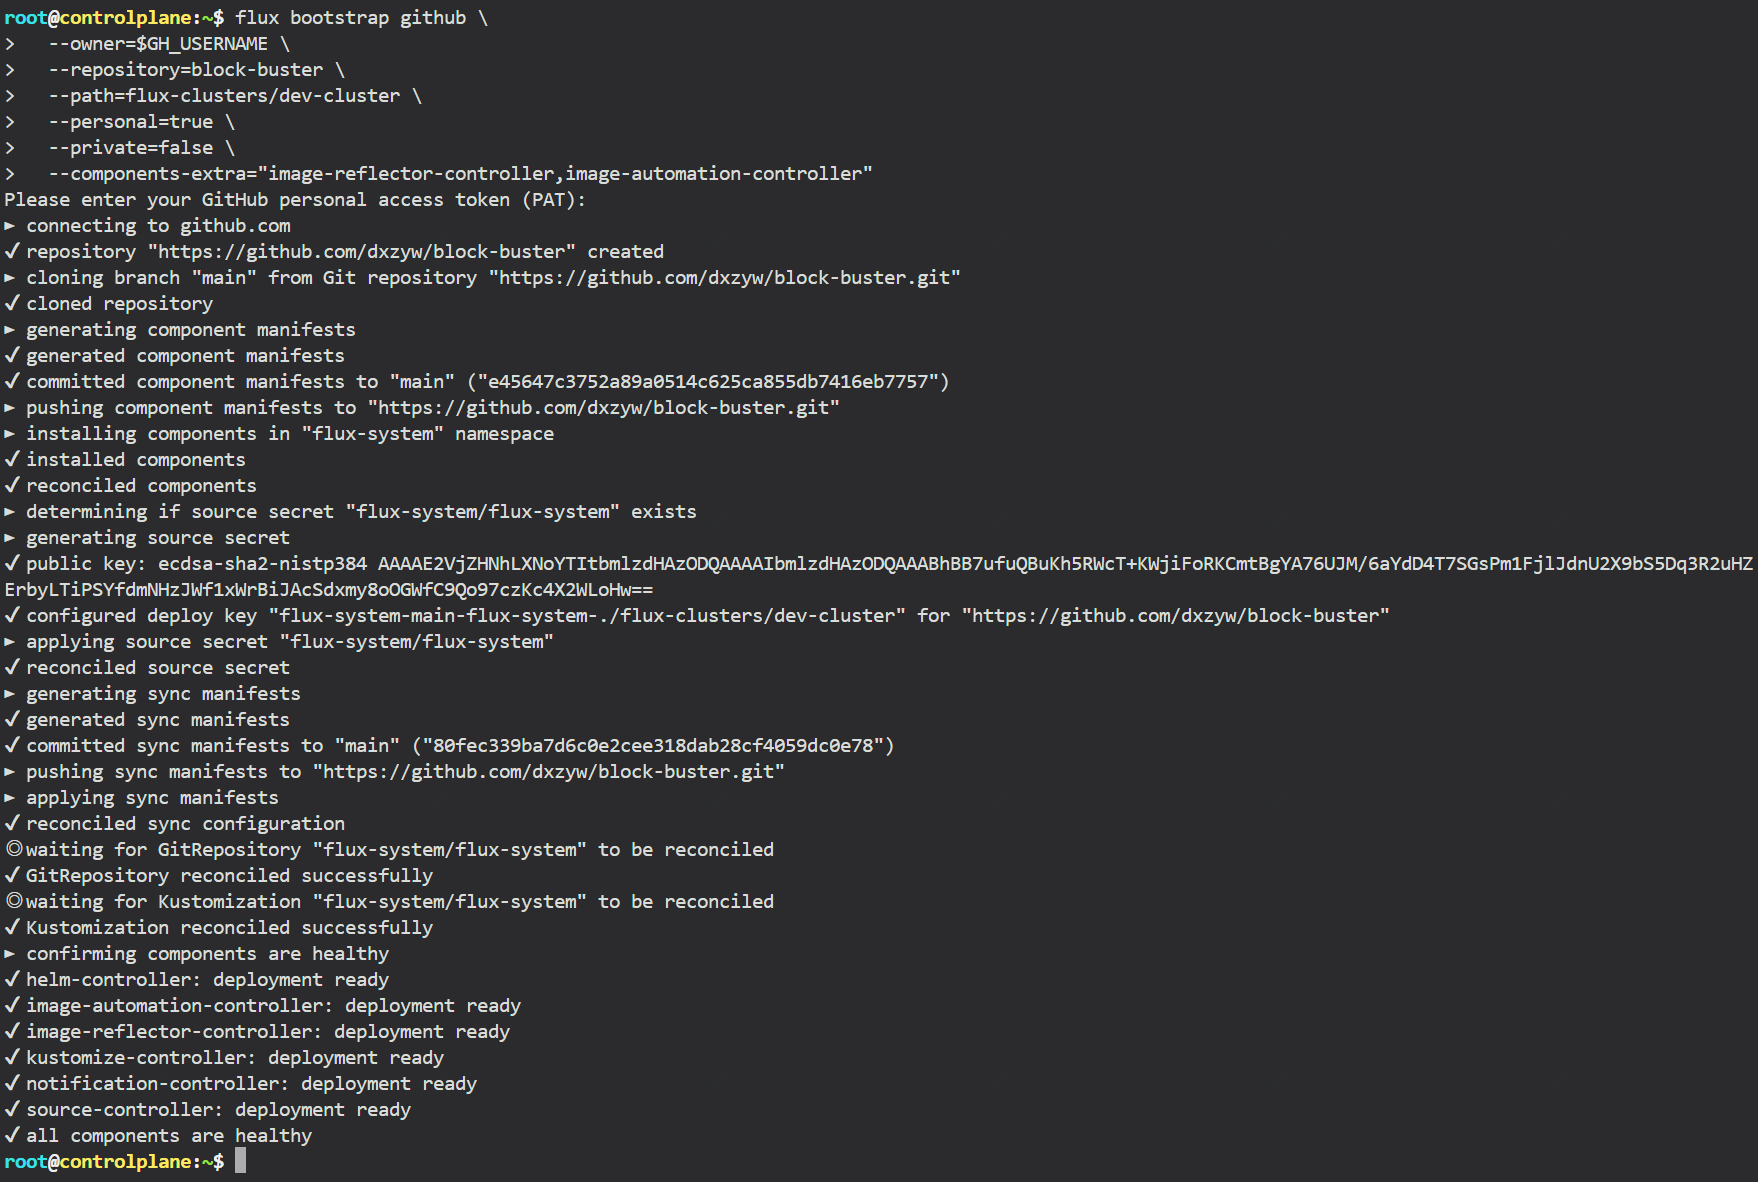 root@controlplane:~$ flux bootstrap github \
>   --owner=$GH_USERNAME \
>   --repository=block-buster \
>   --path=flux-clusters/dev-cluster \
>   --personal=true \
>   --private=false \
>   --components-extra="image-reflector-controller,image-automation-controller"
Please enter your GitHub personal access token (PAT):
► connecting to github.com
✔ repository "https://github.com/dxzyw/block-buster" created
► cloning branch "main" from Git repository "https://github.com/dxzyw/block-buster.git"
✔ cloned repository
► generating component manifests
✔ generated component manifests
✔ committed component manifests to "main" ("e45647c3752a89a0514c625ca855db7416eb7757")
► pushing component manifests to "https://github.com/dxzyw/block-buster.git"
► installing components in "flux-system" namespace
✔ installed components
✔ reconciled components
► determining if source secret "flux-system/flux-system" exists
► generating source secret
✔ public key: ecdsa-sha2-nistp384 AAAAE2VjZHNhLXNoYTItbmlzdHAzODQAAAAIbmlzdHAzODQAAABhBB7ufuQBuKh5RWcT+KWjiFoRKCmtBgYA76UJM/6aYdD4T7SGsPm1FjlJdnU2X9bS5Dq3R2uHZ
ErbyLTiPSYfdmNHzJWf1xWrBiJAcSdxmy8oOGWfC9Qo97czKc4X2WLoHw==
✔ configured deploy key "flux-system-main-flux-system-./flux-clusters/dev-cluster" for "https://github.com/dxzyw/block-buster"
► applying source secret "flux-system/flux-system"
✔ reconciled source secret
► generating sync manifests
✔ generated sync manifests
✔ committed sync manifests to "main" ("80fec339ba7d6c0e2cee318dab28cf4059dc0e78")
► pushing sync manifests to "https://github.com/dxzyw/block-buster.git"
► applying sync manifests
✔ reconciled sync configuration
◎ waiting for GitRepository "flux-system/flux-system" to be reconciled
✔ GitRepository reconciled successfully
◎ waiting for Kustomization "flux-system/flux-system" to be reconciled
✔ Kustomization reconciled successfully
► confirming components are healthy
✔ helm-controller: deployment ready
✔ image-automation-controller: deployment ready
✔ image-reflector-controller: deployment ready
✔ kustomize-controller: deployment ready
✔ notification-controller: deployment ready
✔ source-controller: deployment ready
✔ all components are healthy
root@controlplane:~$